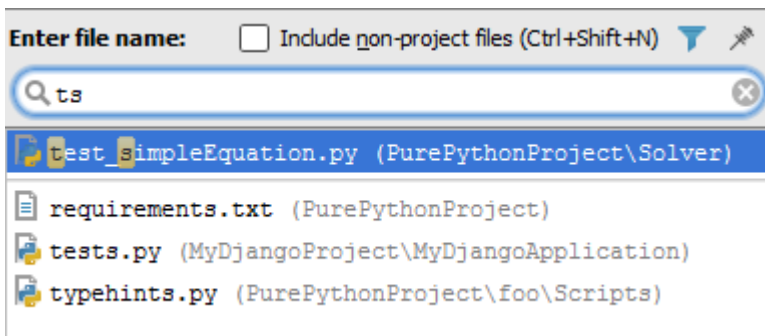 Enter file name: Include non-project files (Ctrl+Shift+N)
ts
test_simpleEquation.py (PurePythonProject\Solver)
requirements.txt (PurePythonProject)
tests.py (MyDjangoProject\MyDjangoApplication)
typehints.py (PurePythonProject\foo\Scripts)